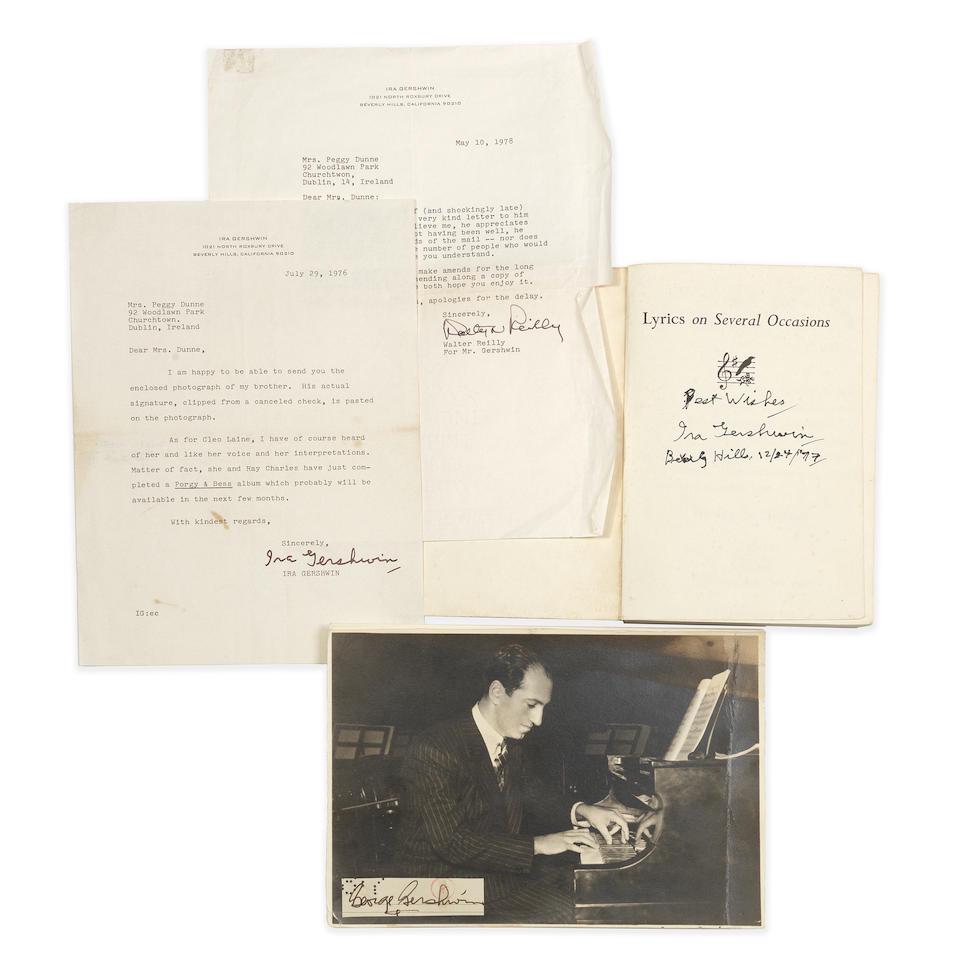 IRA GERSHWIN
1021 NORTH ROXBURY DRIVE
BEVERLY HILLS, CALIFORNIA 90210
May 10, 1978
Mrs. Peggy Dunne
92 Woodlawn Park
Churchtwon,
Dublin, 14, Ireland
Dear Mrs. Dunne:
f (and shockingly late)
very kind letter to him
lieve me, he appreciates
ot having been well, he
ds of the mail -- nor does
e number of people who would
e you understand.
make amends for the long
ending along a copy of
e both hope you enjoy it.
, apologies for the delay.
Sincerely,
Walter Reilly
Walter Reilly
For Mr. Gershwin
IRA GERSHWIN
1021 NORTH ROXBURY DRIVE
BEVERLY HILLS, CALIFORNIA 90210
July 29, 1976
Mrs. Peggy Dunne
92 Woodlawn Park
Churchtown.
Dublin, Ireland
Dear Mrs. Dunne,
I am happy to be able to send you the
enclosed photograph of my brother. His actual
signature, clipped from a canceled check, is pasted
on the photograph.
As for Cleo Laine, I have of course heard
of her and like her voice and her interpretations.
Matter of fact, she and Ray Charles have just com-
pleted a Porgy & Bess album which probably will be
available in the next few months.
With kindest regards,
Sincerely,
Ira Gershwin
IRA GERSHWIN
IG:ec
Lyrics on Several Occasions
Best Wishes
Ira Gershwin
Beverly Hills, 12/24/'77
George Gershwin